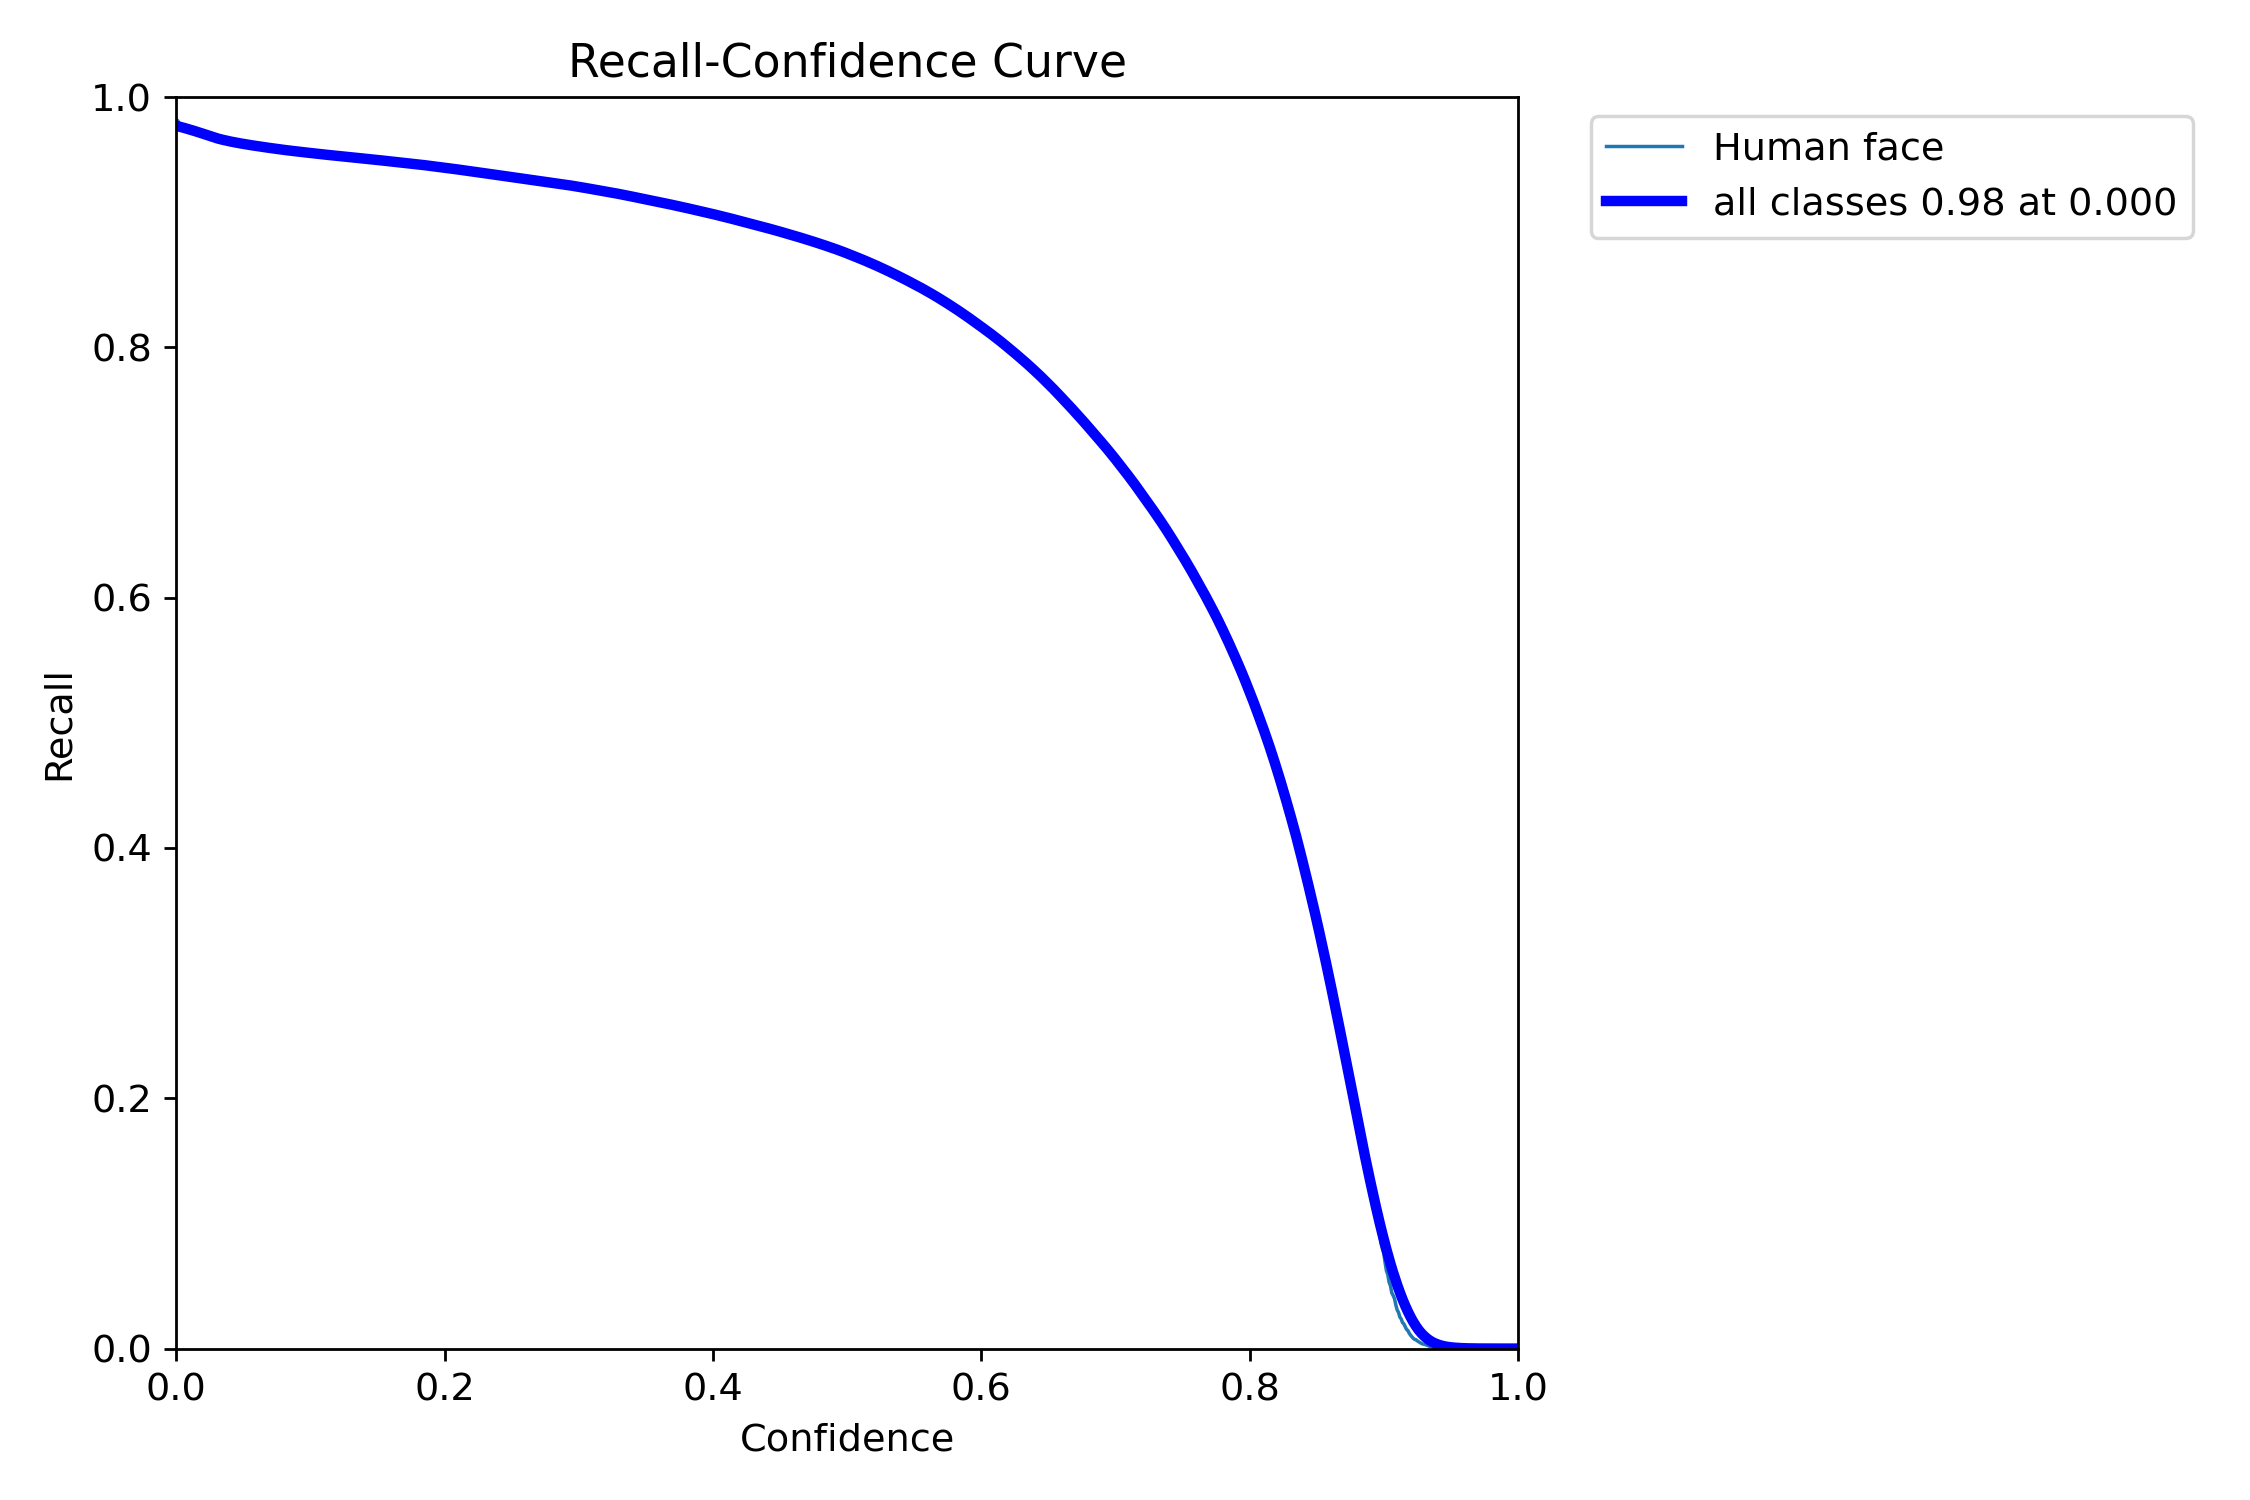 Recall-Confidence Curve
1.0
0.8
0.6
0.4
0.2
0.0
Recall
0.0 0.2 0.4 0.6 0.8 1.0
Confidence
Human face
all classes 0.98 at 0.000